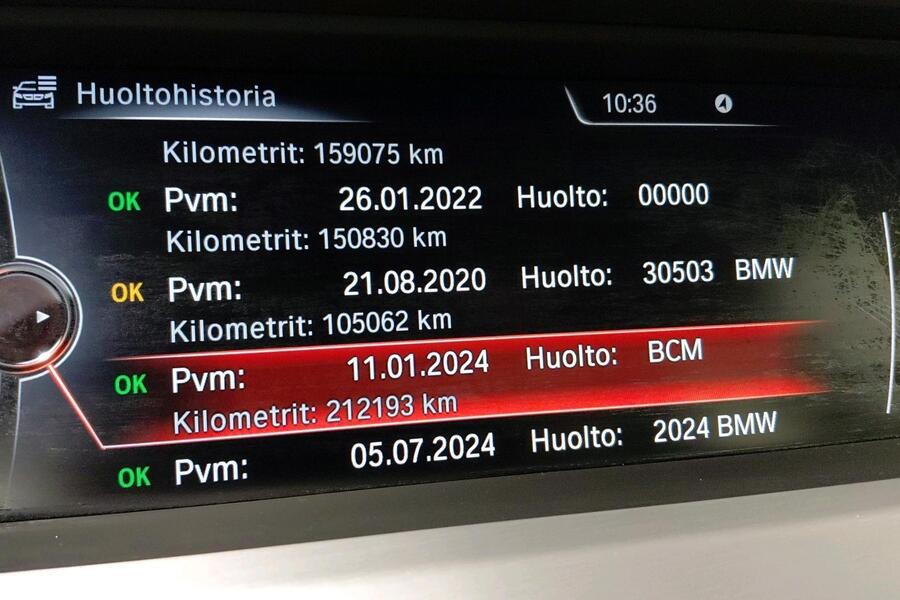 Huoltohistoria 10:36
Kilometrit: 159075 km
OK Pvm: 26.01.2022 Huolto: 00000
Kilometrit: 150830 km
OK Pvm: 21.08.2020 Huolto: 30503 BMW
Kilometrit: 105062 km
OK Pvm: 11.01.2024 Huolto: BCM
Kilometrit: 212193 km
OK Pvm: 05.07.2024 Huolto: 2024 BMW